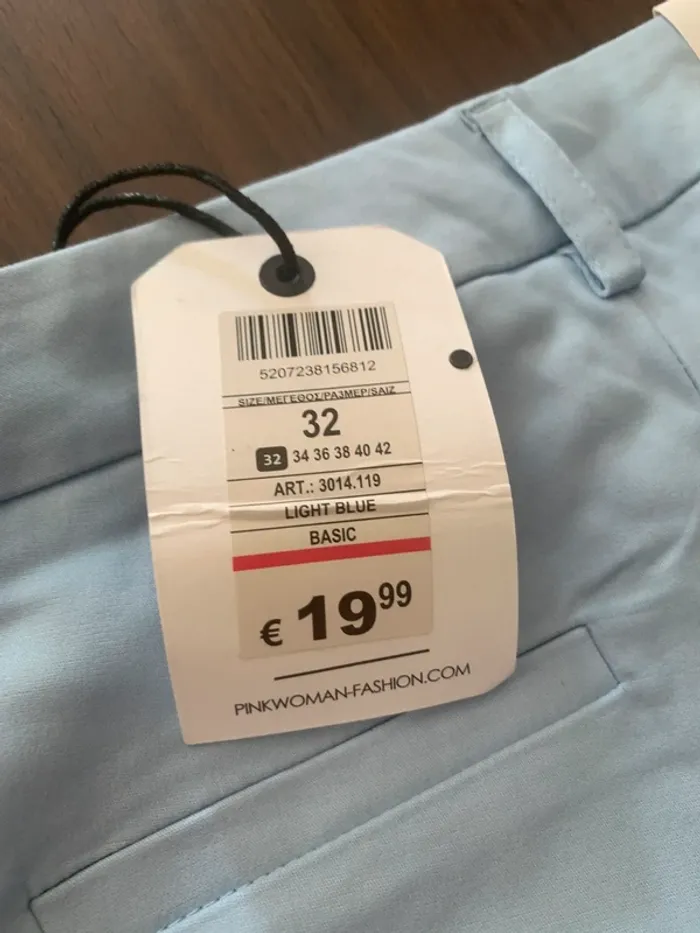 5207238156812
SIZE/ΜΕΓΕΘΟΣ/РАЗМЕР/SAIZ
32
32 34 36 38 40 42
ART.: 3014.119
LIGHT BLUE
BASIC
€ 19 99
PINKWOMAN-FASHION.COM